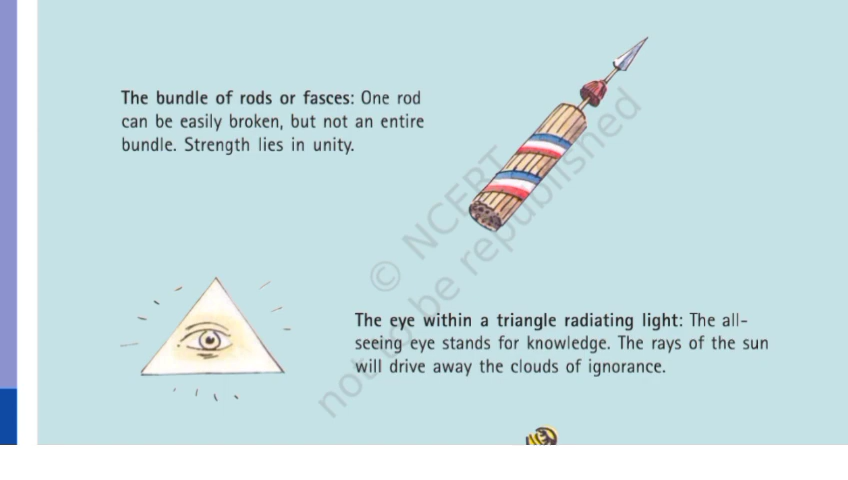 The bundle of rods or fasces: One rod
can be easily broken, but not an entire
bundle. Strength lies in unity.
© NCERT
not to be republished
The eye within a triangle radiating light: The all-
seeing eye stands for knowledge. The rays of the sun
will drive away the clouds of ignorance.